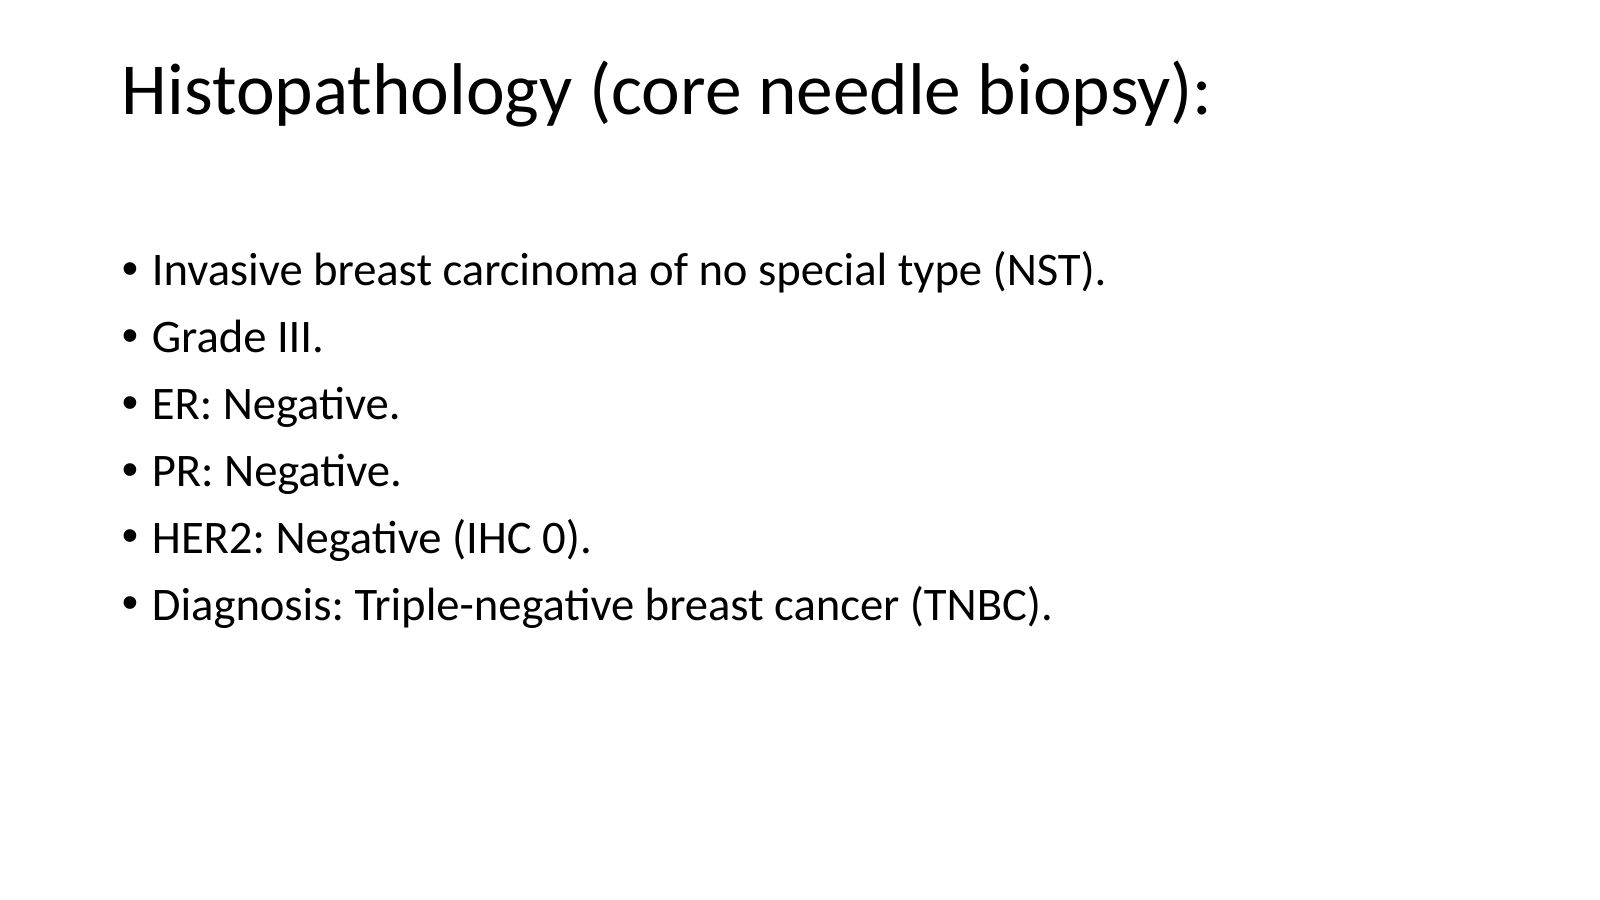 Histopathology (core needle biopsy):
• Invasive breast carcinoma of no special type (NST).
• Grade III.
• ER: Negative.
• PR: Negative.
• HER2: Negative (IHC 0).
• Diagnosis: Triple-negative breast cancer (TNBC).